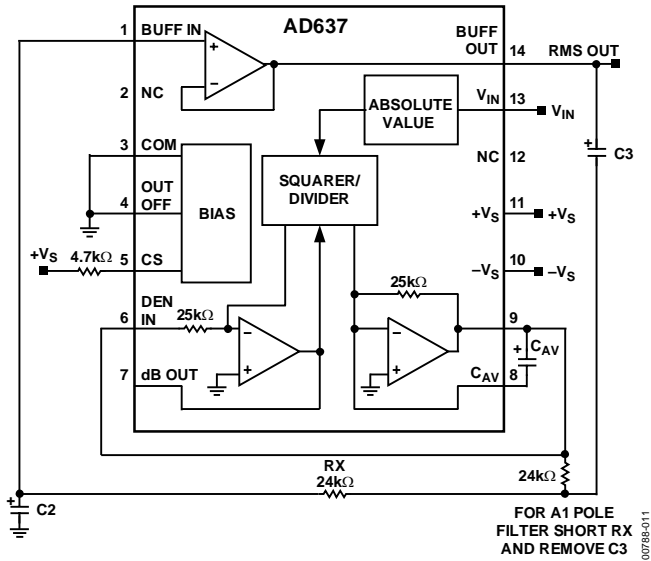 AD637
1 BUFF IN
BUFF
OUT 14 RMS OUT
2 NC
ABSOLUTE
VALUE
VIN 13 VIN
C3
3 COM
NC 12
SQUARER/
DIVIDER
OUT
OFF
4
BIAS
+VS 11 +VS
+VS 4.7kΩ 5 CS
–VS 10 –VS
25kΩ
6 DEN
IN 25kΩ
9
CAV
7 dB OUT
CAV 8
RX
24kΩ
24kΩ
C2
FOR A1 POLE
FILTER SHORT RX
AND REMOVE C3
00788-011